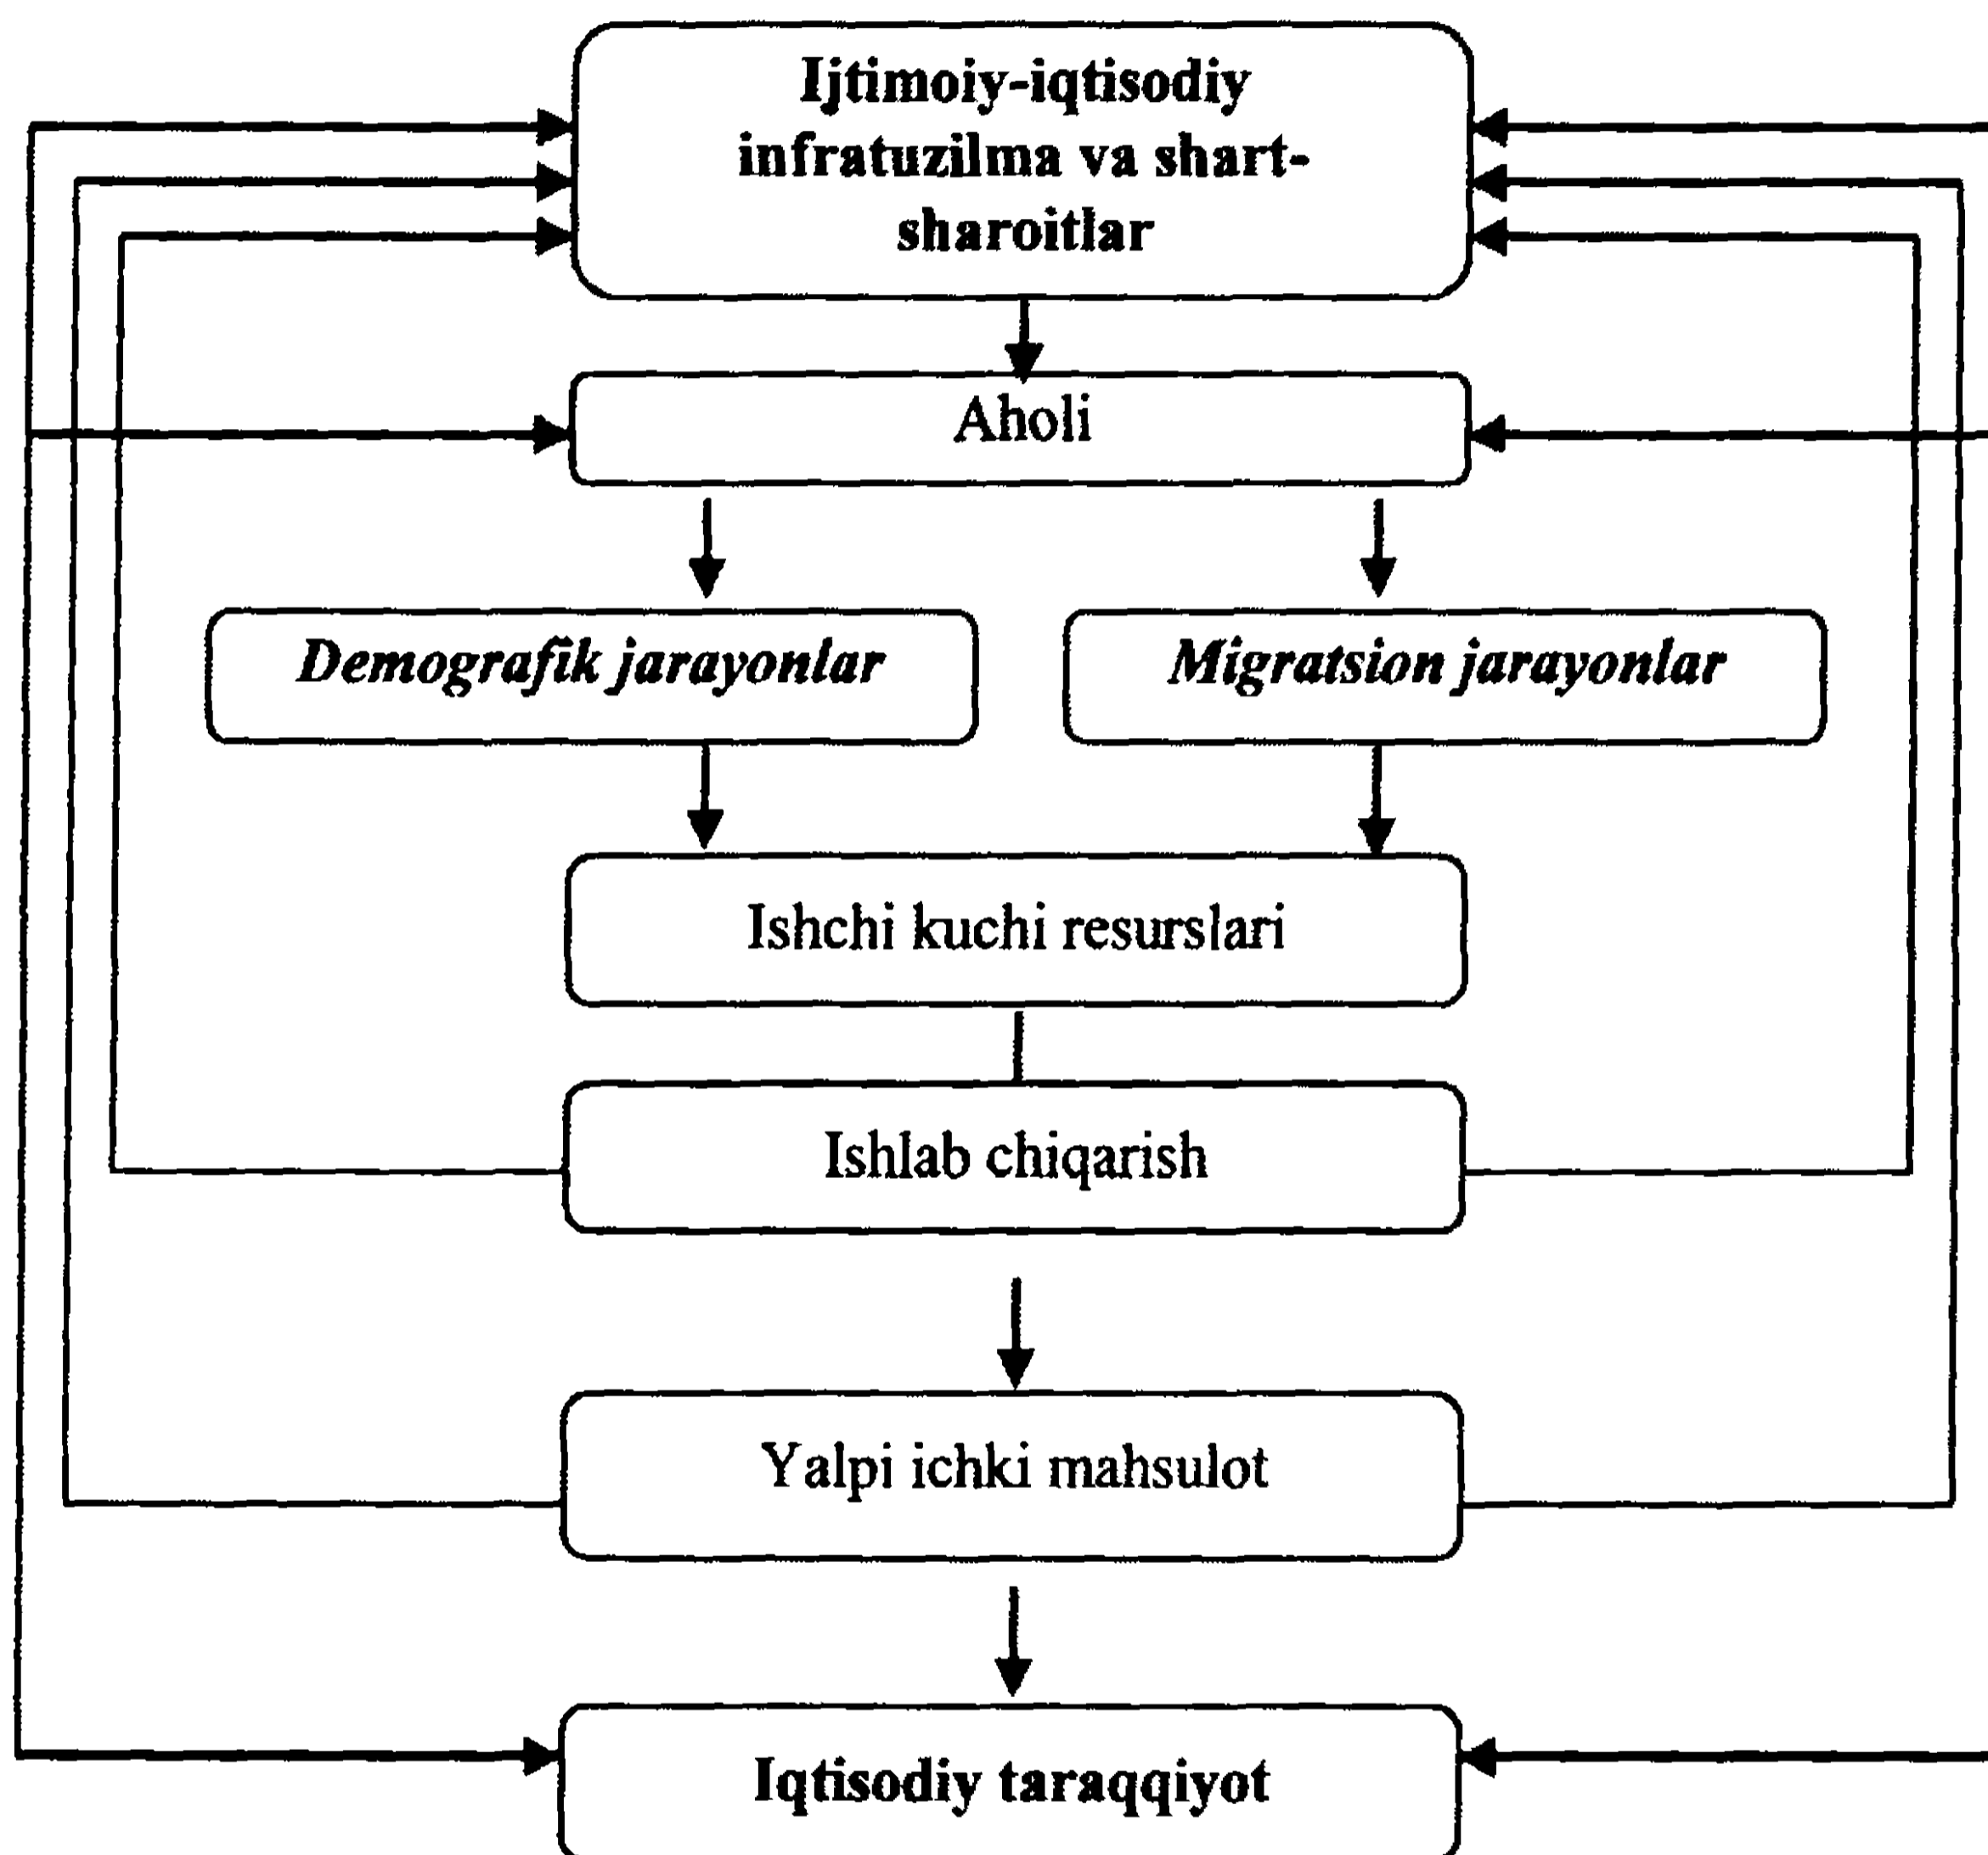 Ijtimoiy-iqtisodiy
infratuzilma va shart-
sharoitlar
Aholi
Demografik jarayonlar
Migratsion jarayonlar
Ishchi kuchi resurslari
Ishlab chiqarish
Yalpi ichki mahsulot
Iqtisodiy taraqqiyot